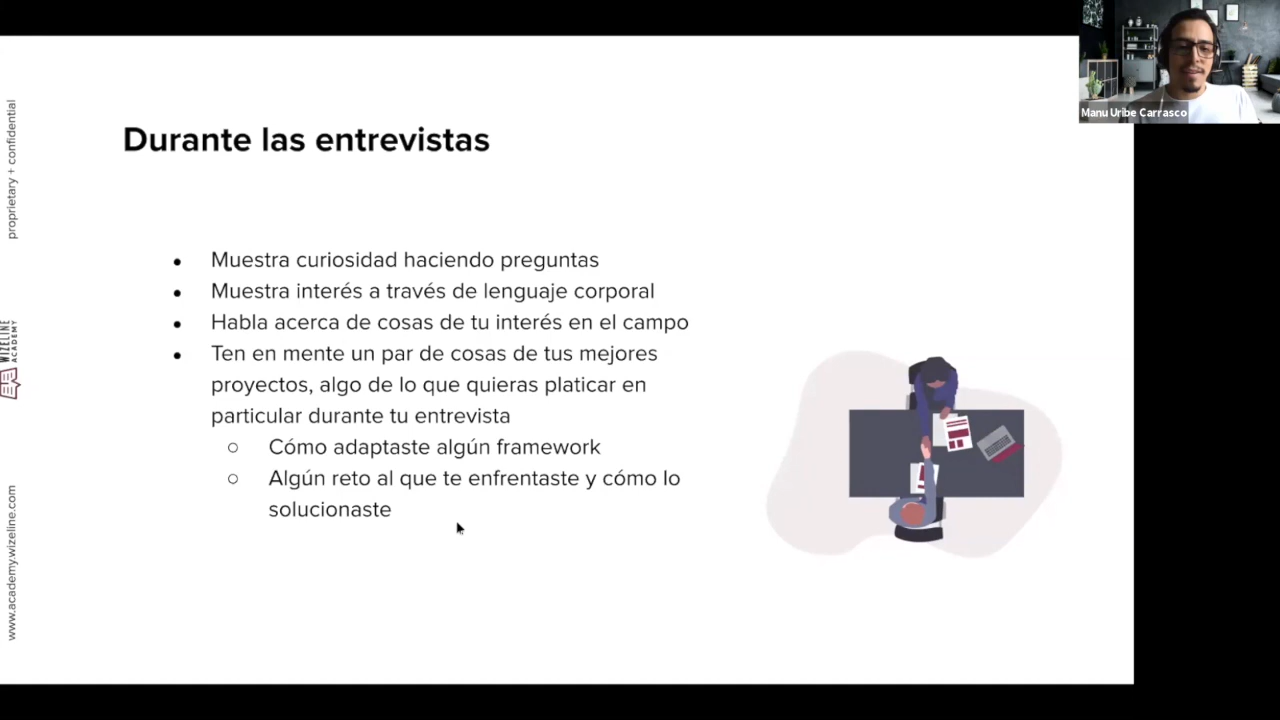 Manu Uribe Carrasco
proprietary + confidential
WIZELINE
ACADEMY
www.academy.wizeline.com
Durante las entrevistas
● Muestra curiosidad haciendo preguntas
● Muestra interés a través de lenguaje corporal
● Habla acerca de cosas de tu interés en el campo
● Ten en mente un par de cosas de tus mejores
proyectos, algo de lo que quieras platicar en
particular durante tu entrevista
○ Cómo adaptaste algún framework
○ Algún reto al que te enfrentaste y cómo lo
solucionaste